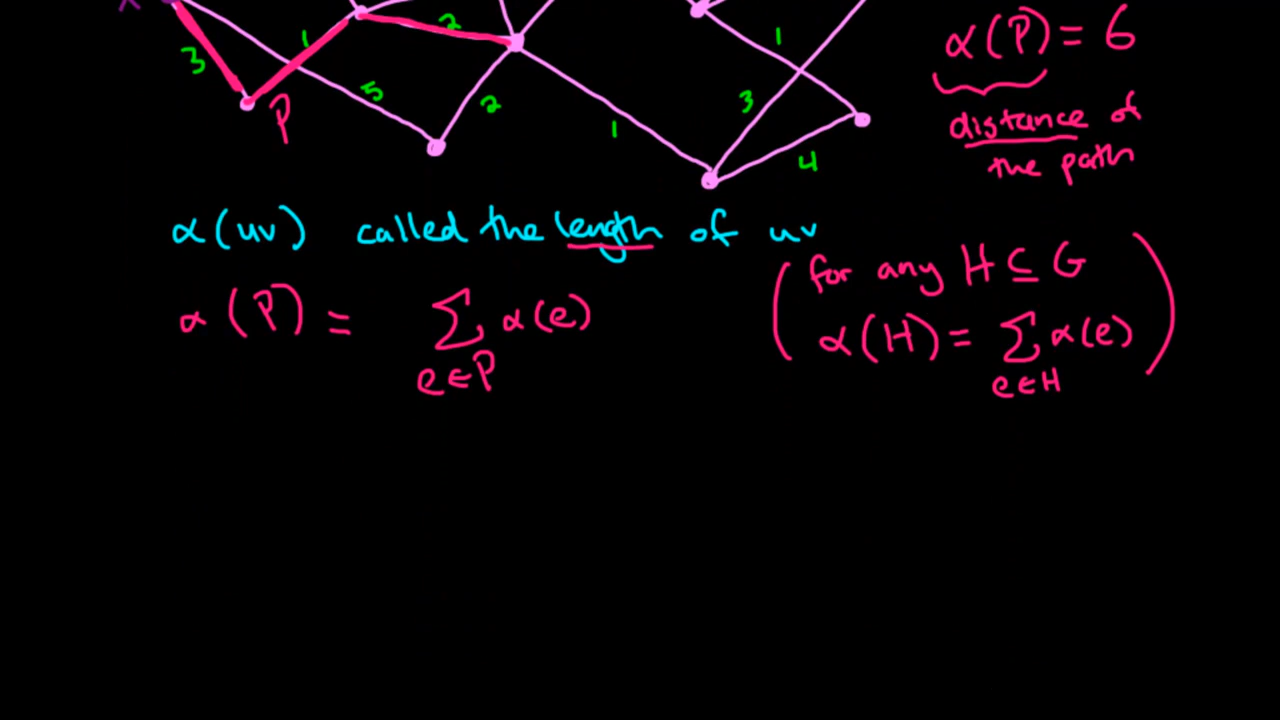 x
3
1
P
2
5
2
1
1
3
4
α(P) = 6
distance of
the path
α(uv) called the length of uv
α(P) = Σ α(e)
e∈P
(for any H ⊆ G
α(H) = Σ α(e))
e∈H